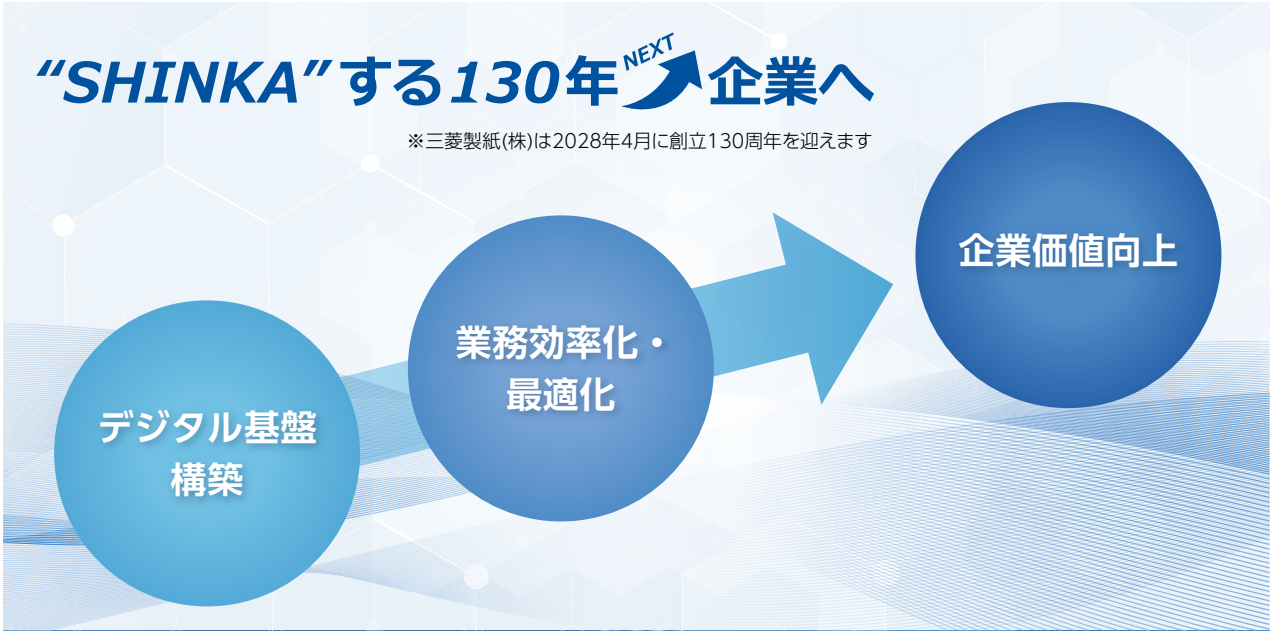 “SHINKA”する130年NEXT企業へ
※三菱製紙(株)は2028年4月に創立130周年を迎えます
企業価値向上
業務効率化・
最適化
デジタル基盤
構築